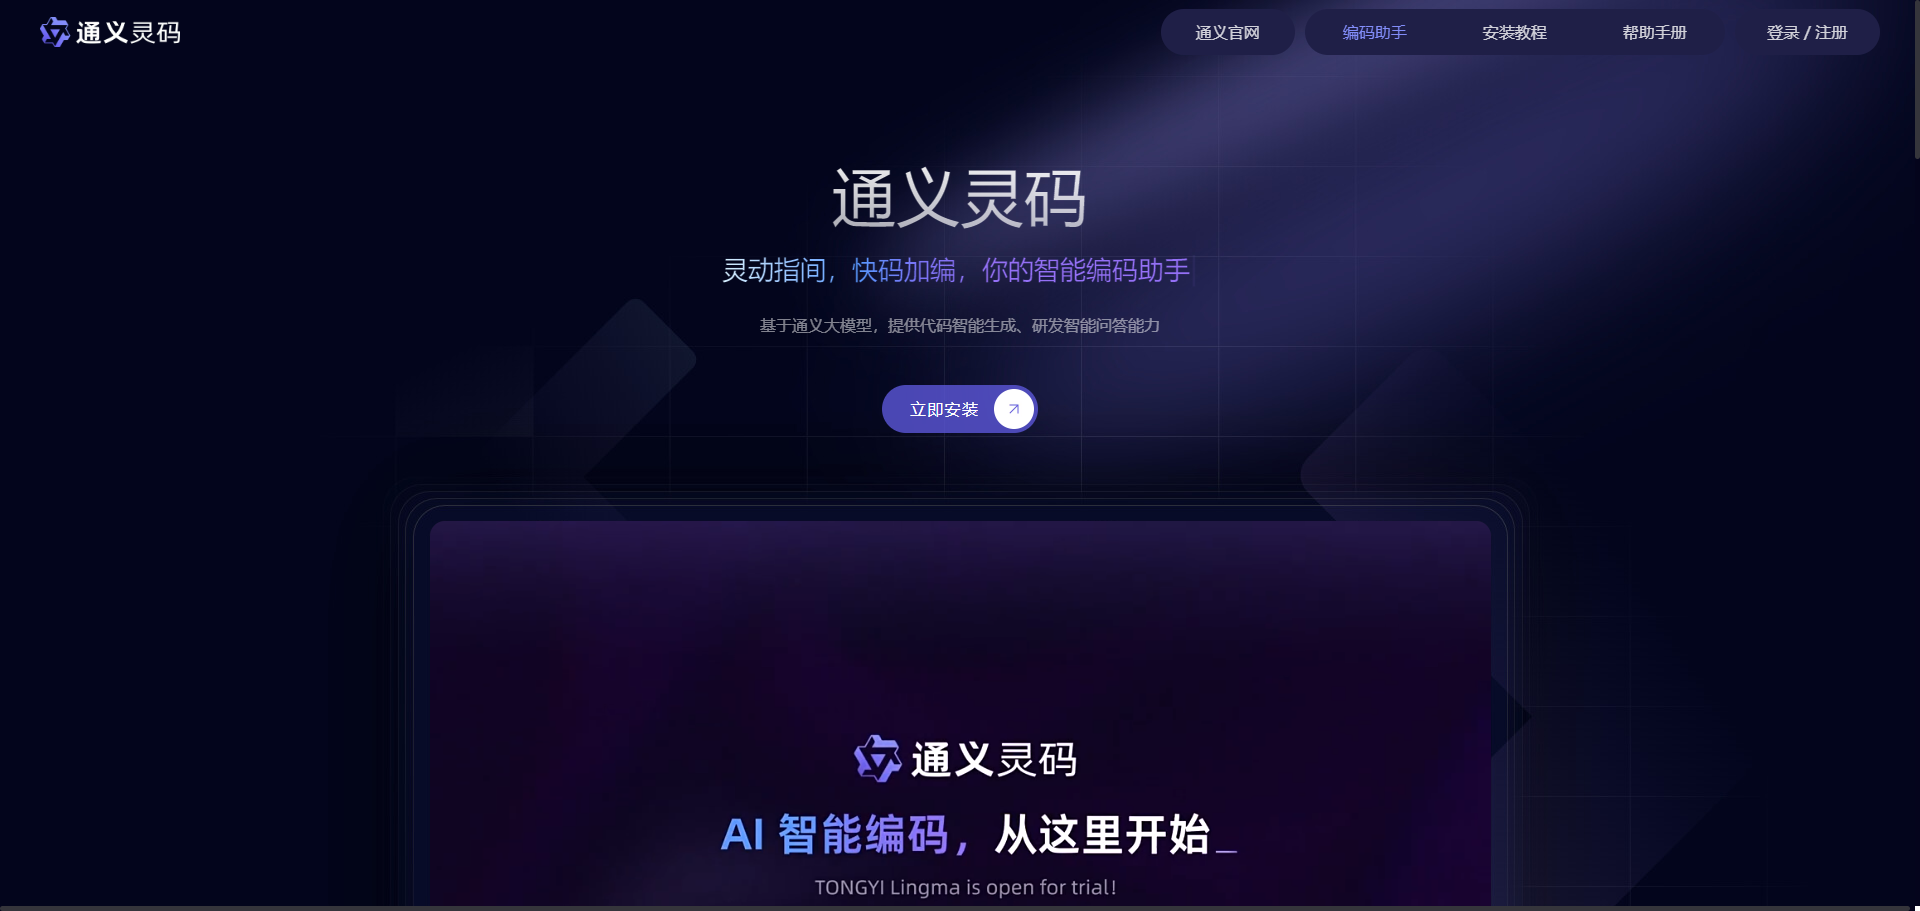 通义灵码
通义官网
编码助手
安装教程
帮助手册
登录 / 注册
通义灵码
灵动指间，快码加编，你的智能编码助手
基于通义大模型，提供代码智能生成、研发智能问答能力
立即安装
通义灵码
AI 智能编码，从这里开始_
TONGYI Lingma is open for trial!